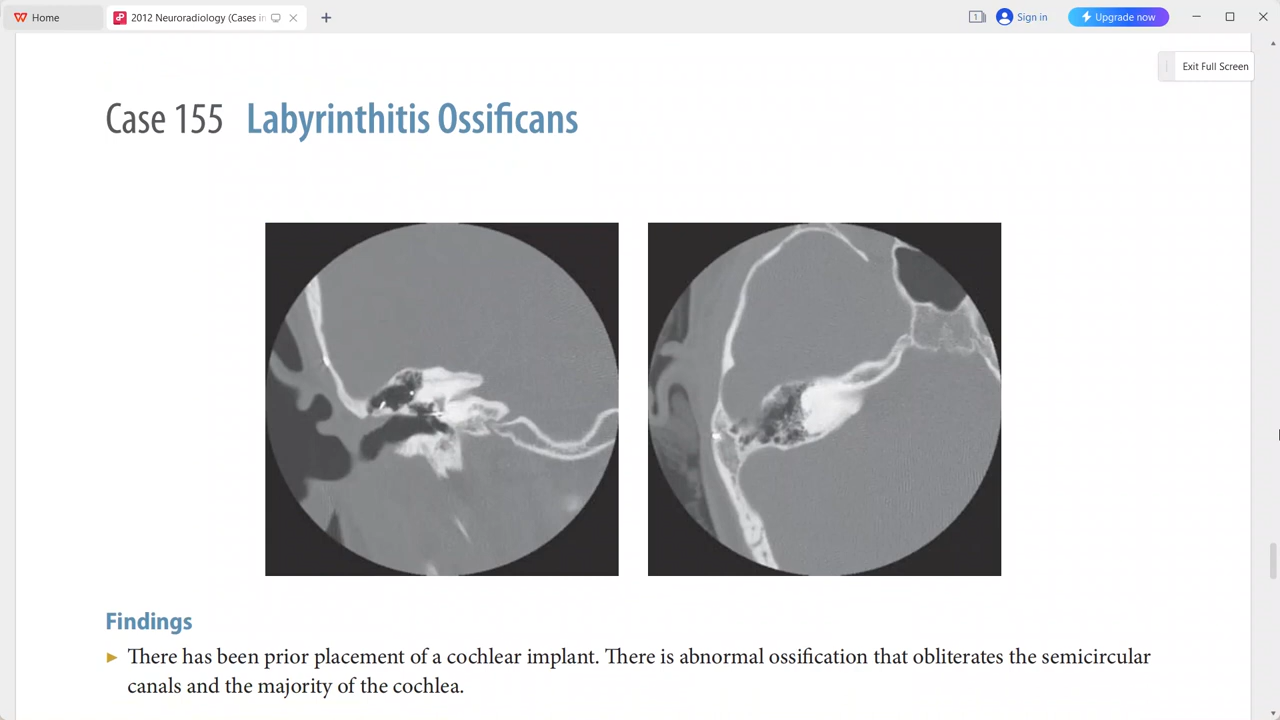 Home
2012 Neuroradiology (Cases in
1
Sign in
Upgrade now
Exit Full Screen
Case 155 Labyrinthitis Ossificans
Findings
► There has been prior placement of a cochlear implant. There is abnormal ossification that obliterates the semicircular
canals and the majority of the cochlea.